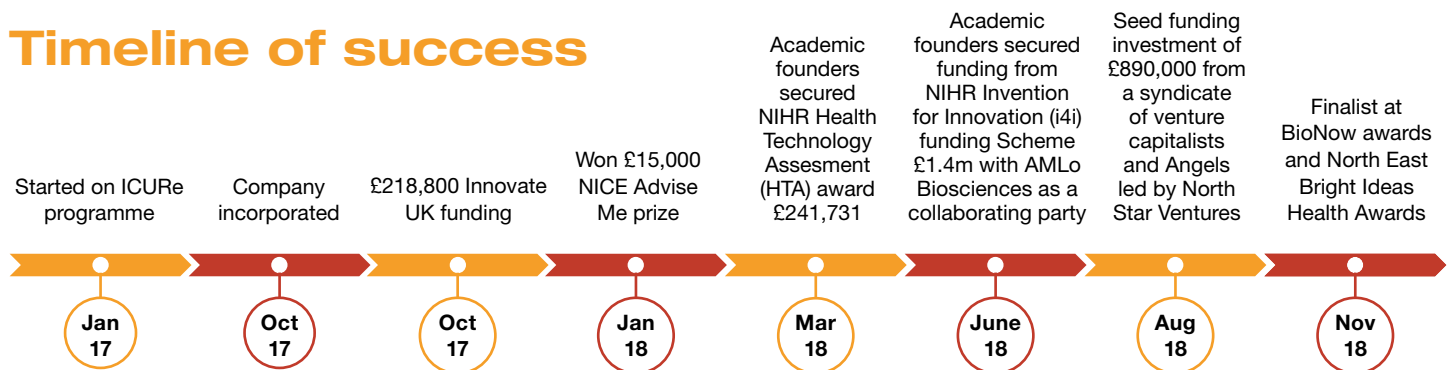 Timeline of success
Started on ICURe
programme
Jan
17
Company
incorporated
Oct
17
£218,800 Innovate
UK funding
Oct
17
Won £15,000
NICE Advise
Me prize
Jan
18
Academic
founders
secured
NIHR Health
Technology
Assesment
(HTA) award
£241,731
Mar
18
Academic
founders secured
funding from
NIHR Invention
for Innovation (i4i)
funding Scheme
£1.4m with AMLo
Biosciences as a
collaborating party
June
18
Seed funding
investment of
£890,000 from
a syndicate
of venture
capitalists
and Angels
led by North
Star Ventures
Aug
18
Finalist at
BioNow awards
and North East
Bright Ideas
Health Awards
Nov
18